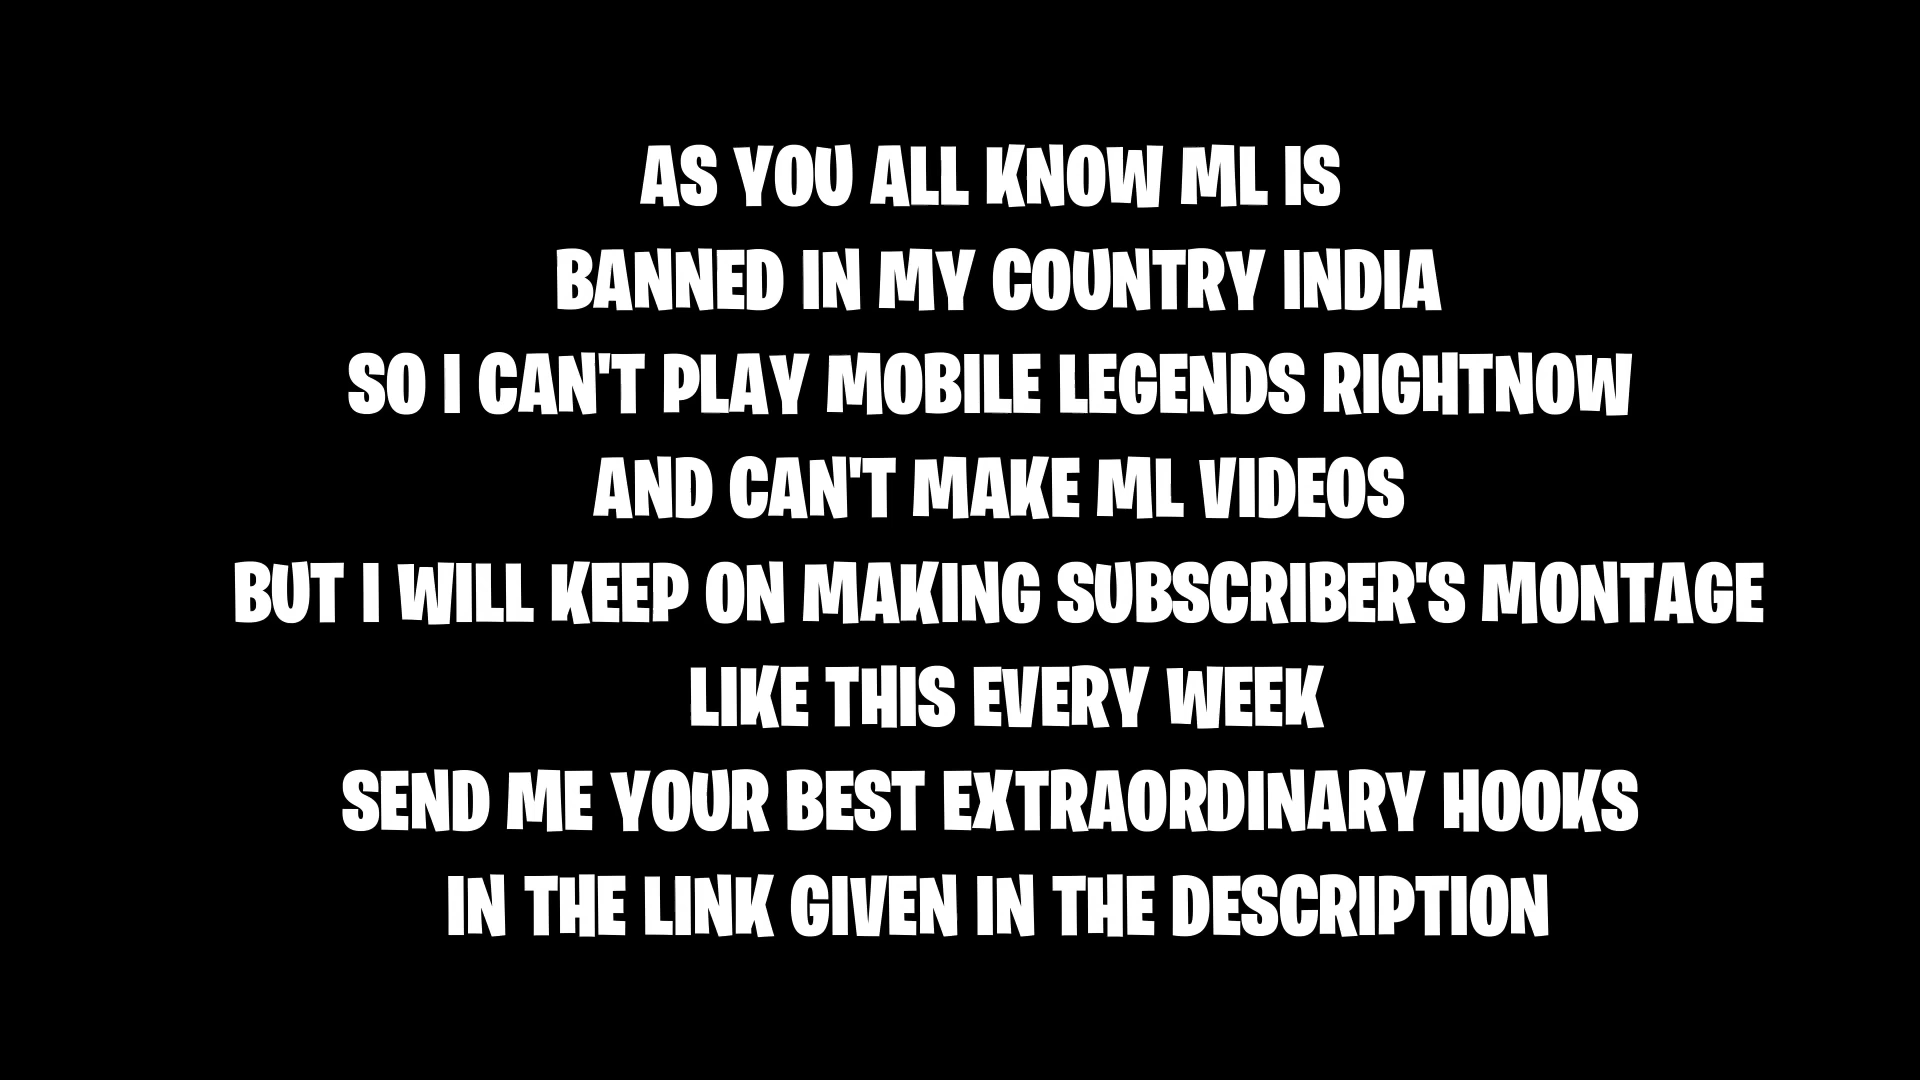 AS YOU ALL KNOW ML IS
BANNED IN MY COUNTRY INDIA
SO I CAN'T PLAY MOBILE LEGENDS RIGHTNOW
AND CAN'T MAKE ML VIDEOS
BUT I WILL KEEP ON MAKING SUBSCRIBER'S MONTAGE
LIKE THIS EVERY WEEK
SEND ME YOUR BEST EXTRAORDINARY HOOKS
IN THE LINK GIVEN IN THE DESCRIPTION